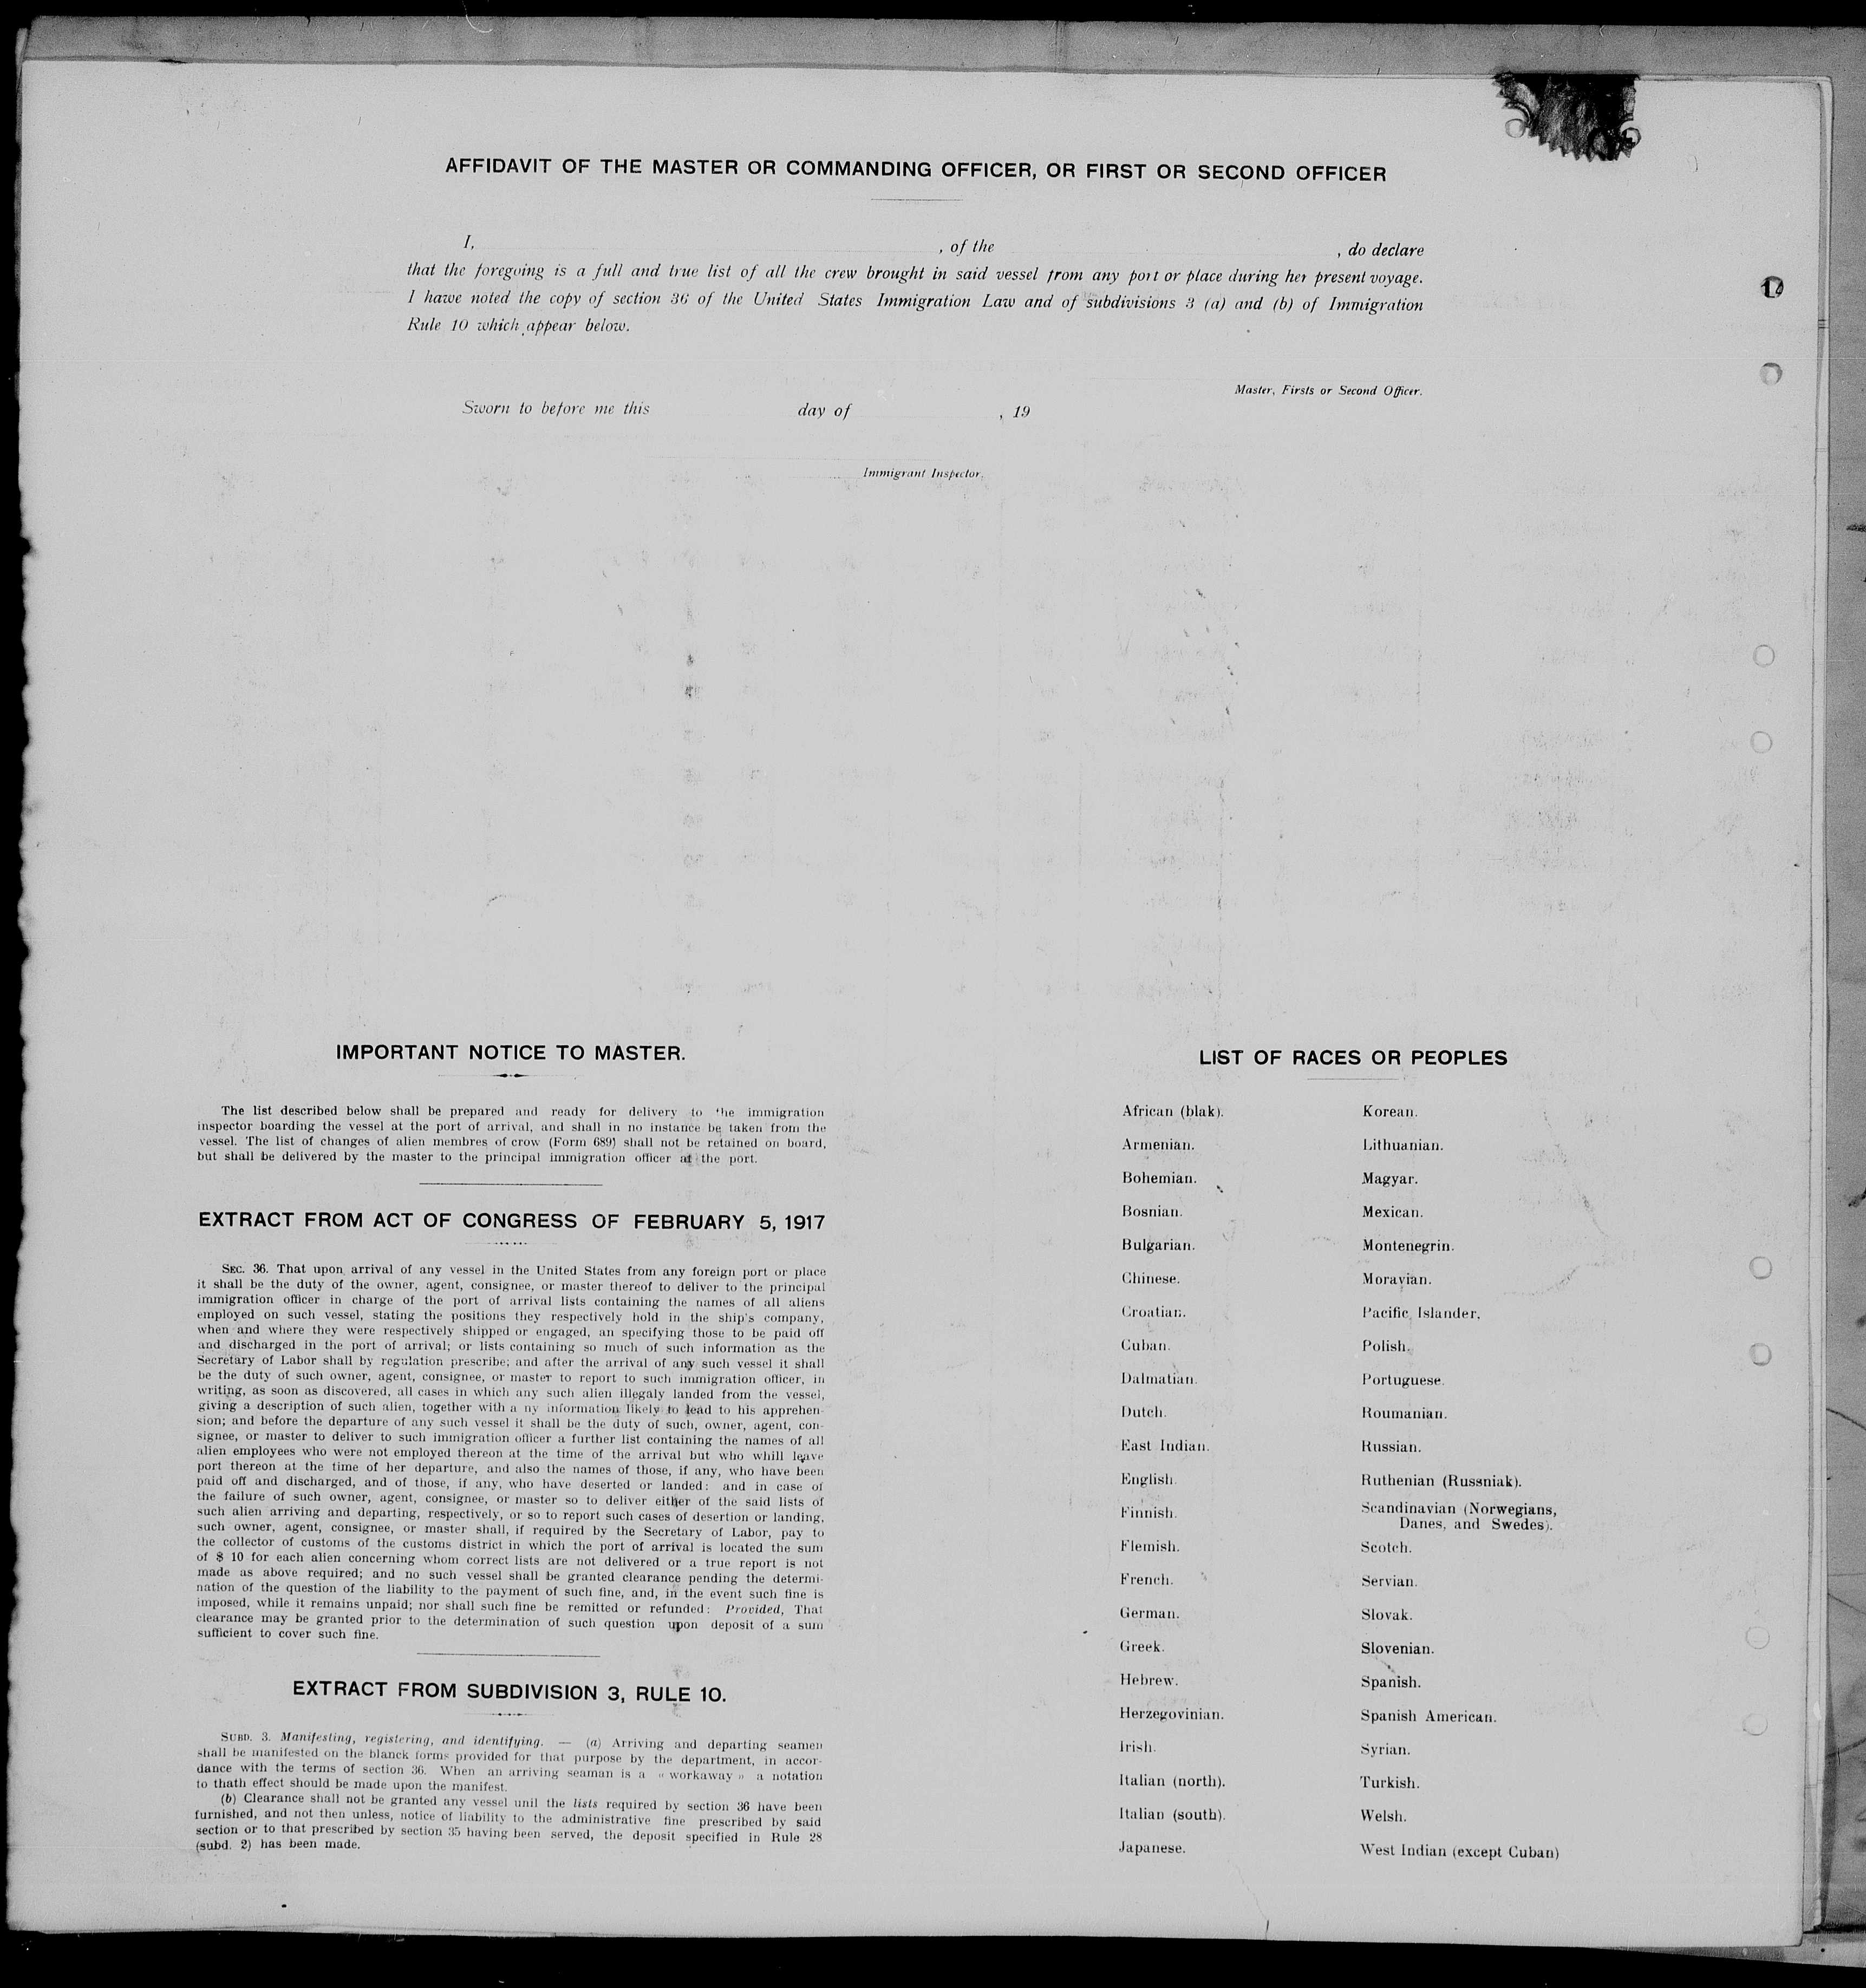 AFFIDAVIT OF THE MASTER OR COMMANDING OFFICER, OR FIRST OR SECOND OFFICER
I, , of the , do declare
that the foregoing is a full and true list of all the crew brought in said vessel from any port or place during her present voyage.
I hawe noted the copy of section 36 of the United States Immigration Law and of subdivisions 3 (a) and (b) of Immigration
Rule 10 which appear below.
Master, Firsts or Second Officer.
Sworn to before me this day of , 19
Immigrant Inspector.
IMPORTANT NOTICE TO MASTER.
The list described below shall be prepared and ready for delivery to the immigration
inspector boarding the vessel at the port of arrival, and shall in no instance be taken from the
vessel. The list of changes of alien membres of crow (Form 689) shall not be retained on board,
but shall be delivered by the master to the principal immigration officer at the port.
EXTRACT FROM ACT OF CONGRESS OF FEBRUARY 5, 1917
SEC. 36. That upon arrival of any vessel in the United States from any foreign port or place
it shall be the duty of the owner, agent, consignee, or master thereof to deliver to the principal
immigration officer in charge of the port of arrival lists containing the names of all aliens
employed on such vessel, stating the positions they respectively hold in the ship's company,
when and where they were respectively shipped or engaged, an specifying those to be paid off
and discharged in the port of arrival; or lists containing so much of such information as the
Secretary of Labor shall by regulation prescribe; and after the arrival of any such vessel it shall
be the duty of such owner, agent, consignee, or master to report to such immigration officer, in
writing, as soon as discovered, all cases in which any such alien illegaly landed from the vessel,
giving a description of such alien, together with a ny information likely to lead to his apprehen-
sion; and before the departure of any such vessel it shall be the duty of such, owner, agent, con-
signee, or master to deliver to such immigration officer a further list containing the names of all
alien employees who were not employed thereon at the time of the arrival but who whill leave
port thereon at the time of her departure, and also the names of those, if any, who have been
paid off and discharged, and of those, if any, who have deserted or landed: and in case of
the failure of such owner, agent, consignee, or master so to deliver either of the said lists of
such alien arriving and departing, respectively, or so to report such cases of desertion or landing,
such owner, agent, consignee, or master shall, if required by the Secretary of Labor, pay to
the collector of customs of the customs district in which the port of arrival is located the sum
of $ 10 for each alien concerning whom correct lists are not delivered or a true report is not
made as above required; and no such vessel shall be granted clearance pending the determi-
nation of the question of the liability to the payment of such fine, and, in the event such fine is
imposed, while it remains unpaid; nor shall such fine be remitted or refunded: Provided, That
clearance may be granted prior to the determination of such question upon deposit of a sum
sufficient to cover such fine.
EXTRACT FROM SUBDIVISION 3, RULE 10.
SUBD. 3. Manifesting, registering, and identifying. — (a) Arriving and departing seamen
shall be manifested on the blanck forms provided for that purpose by the department, in accor-
dance with the terms of section 36. When an arriving seaman is a « workaway » a notation
to thath effect should be made upon the manifest.
(b) Clearance shall not be granted any vessel unil the lists required by section 36 have been
furnished, and not then unless, notice of liability to the administrative fine prescribed by said
section or to that prescribed by section 35 having been served, the deposit specified in Rule 28
(subd. 2) has been made.
LIST OF RACES OR PEOPLES
African (blak).
Armenian.
Bohemian.
Bosnian.
Bulgarian.
Chinese.
Croatian.
Cuban.
Dalmatian.
Dutch.
East Indian.
English.
Finnish.
Flemish.
French.
German.
Greek.
Hebrew.
Herzegovinian.
Irish.
Italian (north).
Italian (south).
Japanese.
Korean.
Lithuanian.
Magyar.
Mexican.
Montenegrin.
Moravian.
Pacific Islander.
Polish.
Portuguese.
Roumanian.
Russian.
Ruthenian (Russniak).
Scandinavian (Norwegians,
Danes, and Swedes).
Scotch.
Servian.
Slovak.
Slovenian.
Spanish.
Spanish American.
Syrian.
Turkish.
Welsh.
West Indian (except Cuban)